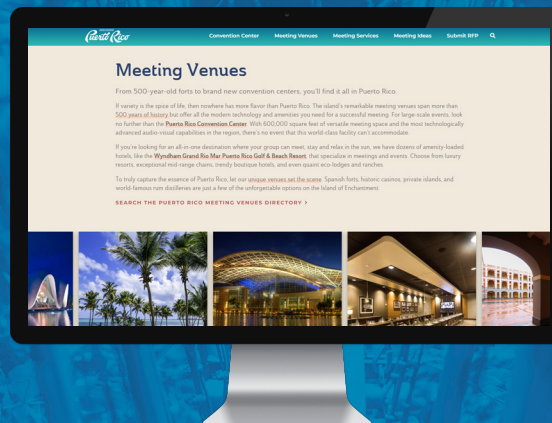 Puerto Rico
Convention Center Meeting Venues Meeting Services Meeting Ideas Submit RFP
Meeting Venues
From 500-year-old forts to brand new convention centers, you'll find it all in Puerto Rico.
If variety is the spice of life, then nowhere has more flavor than Puerto Rico. The island's remarkable meeting venues span more than
500 years of history but offer all the modern technology and amenities you need for a successful meeting. For large-scale events, look
no further than the Puerto Rico Convention Center. With 600,000 square feet of versatile meeting space and the most technologically
advanced audio-visual capabilities in the region, there's no event that this world-class facility can't accommodate.
If you're looking for an all-in-one destination where your group can meet, stay and relax in the sun, we have dozens of amenity-loaded
hotels, like the Wyndham Grand Rio Mar Puerto Rico Golf & Beach Resort, that specialize in meetings and events. Choose from luxury
resorts, exceptional mid-range chains, trendy boutique hotels, and even quaint eco-lodges and ranches.
To truly capture the essence of Puerto Rico, let our unique venues set the scene. Spanish forts, historic casinos, private islands, and
world-famous rum distilleries are just a few of the unforgettable options on the Island of Enchantment.
SEARCH THE PUERTO RICO MEETING VENUES DIRECTORY >